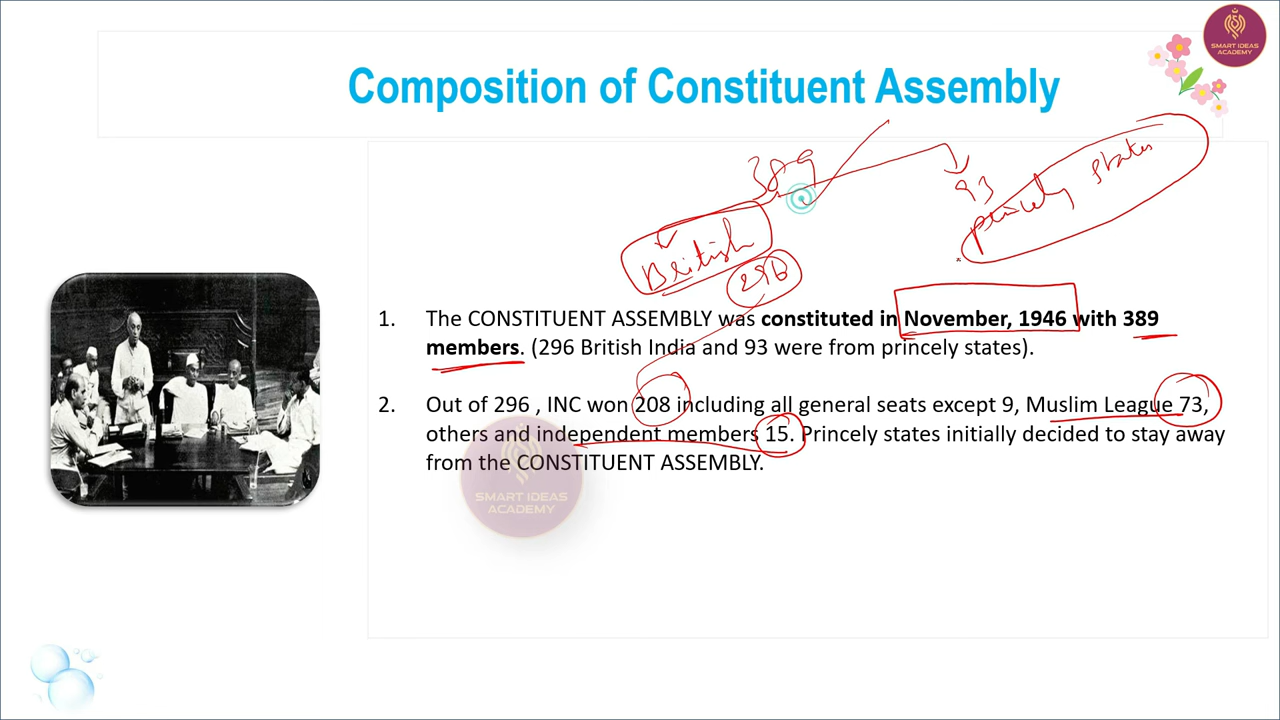 SMART IDEAS
ACADEMY
Composition of Constituent Assembly
389
93
princely states
British
296
1. The CONSTITUENT ASSEMBLY was constituted in November, 1946 with 389
members. (296 British India and 93 were from princely states).
2. Out of 296 , INC won 208 including all general seats except 9, Muslim League 73,
others and independent members 15. Princely states initially decided to stay away
from the CONSTITUENT ASSEMBLY.
SMART IDEAS
ACADEMY